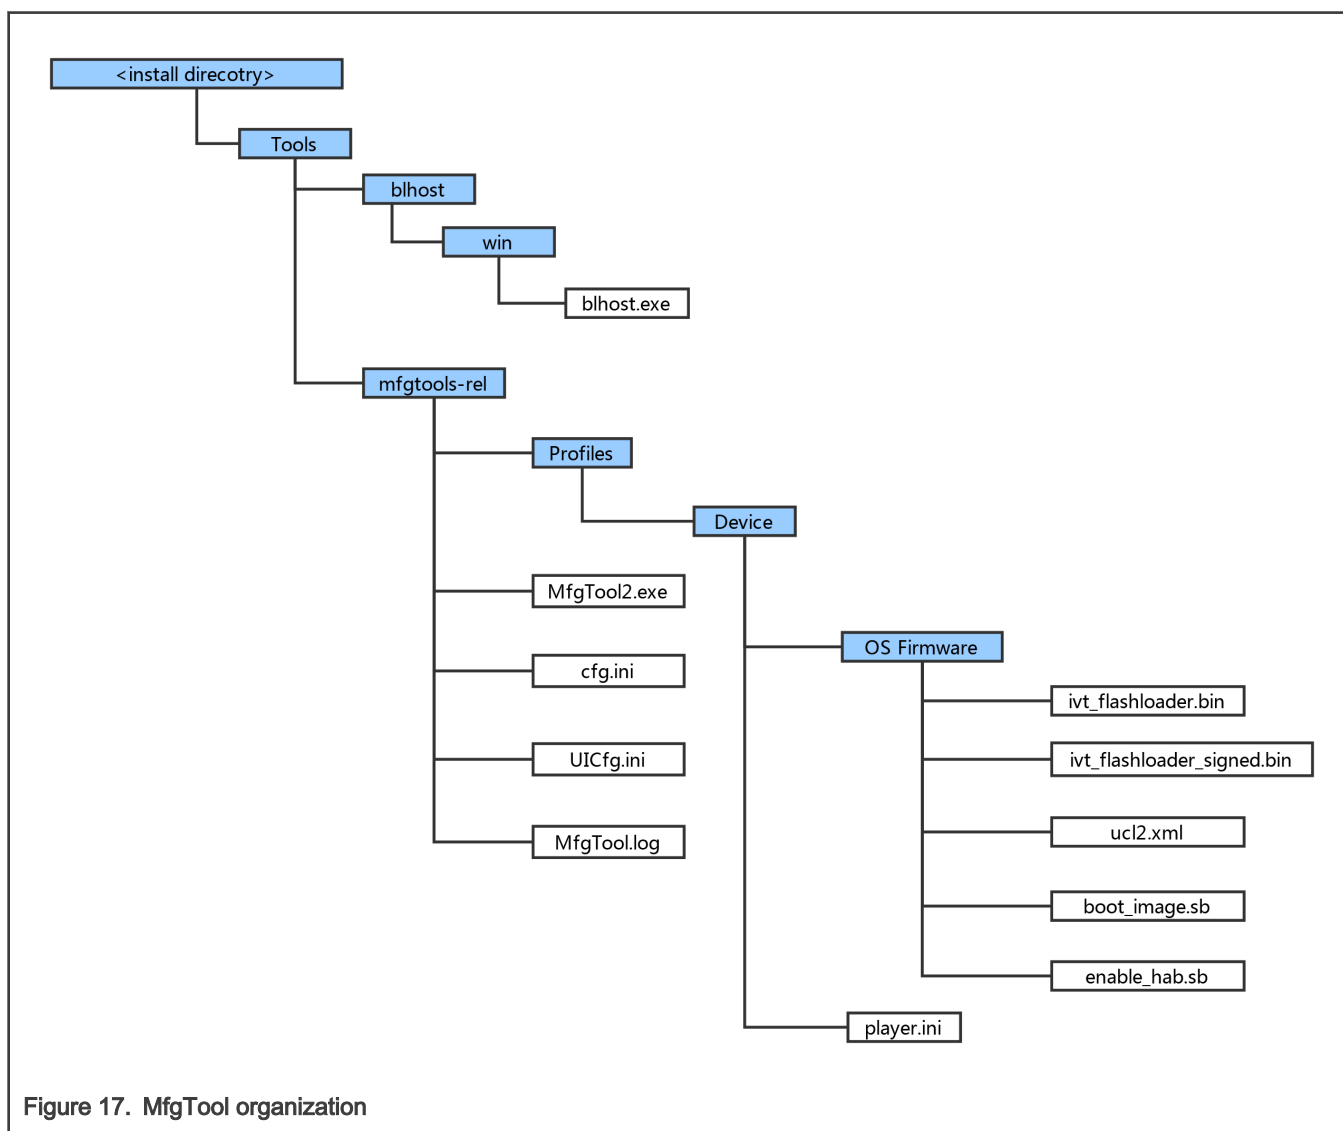 <install direcotry>
Tools
blhost
win
blhost.exe
mfgtools-rel
Profiles
Device
MfgTool2.exe
OS Firmware
cfg.ini
ivt_flashloader.bin
UICfg.ini
ivt_flashloader_signed.bin
ucl2.xml
MfgTool.log
boot_image.sb
enable_hab.sb
player.ini
Figure 17. MfgTool organization